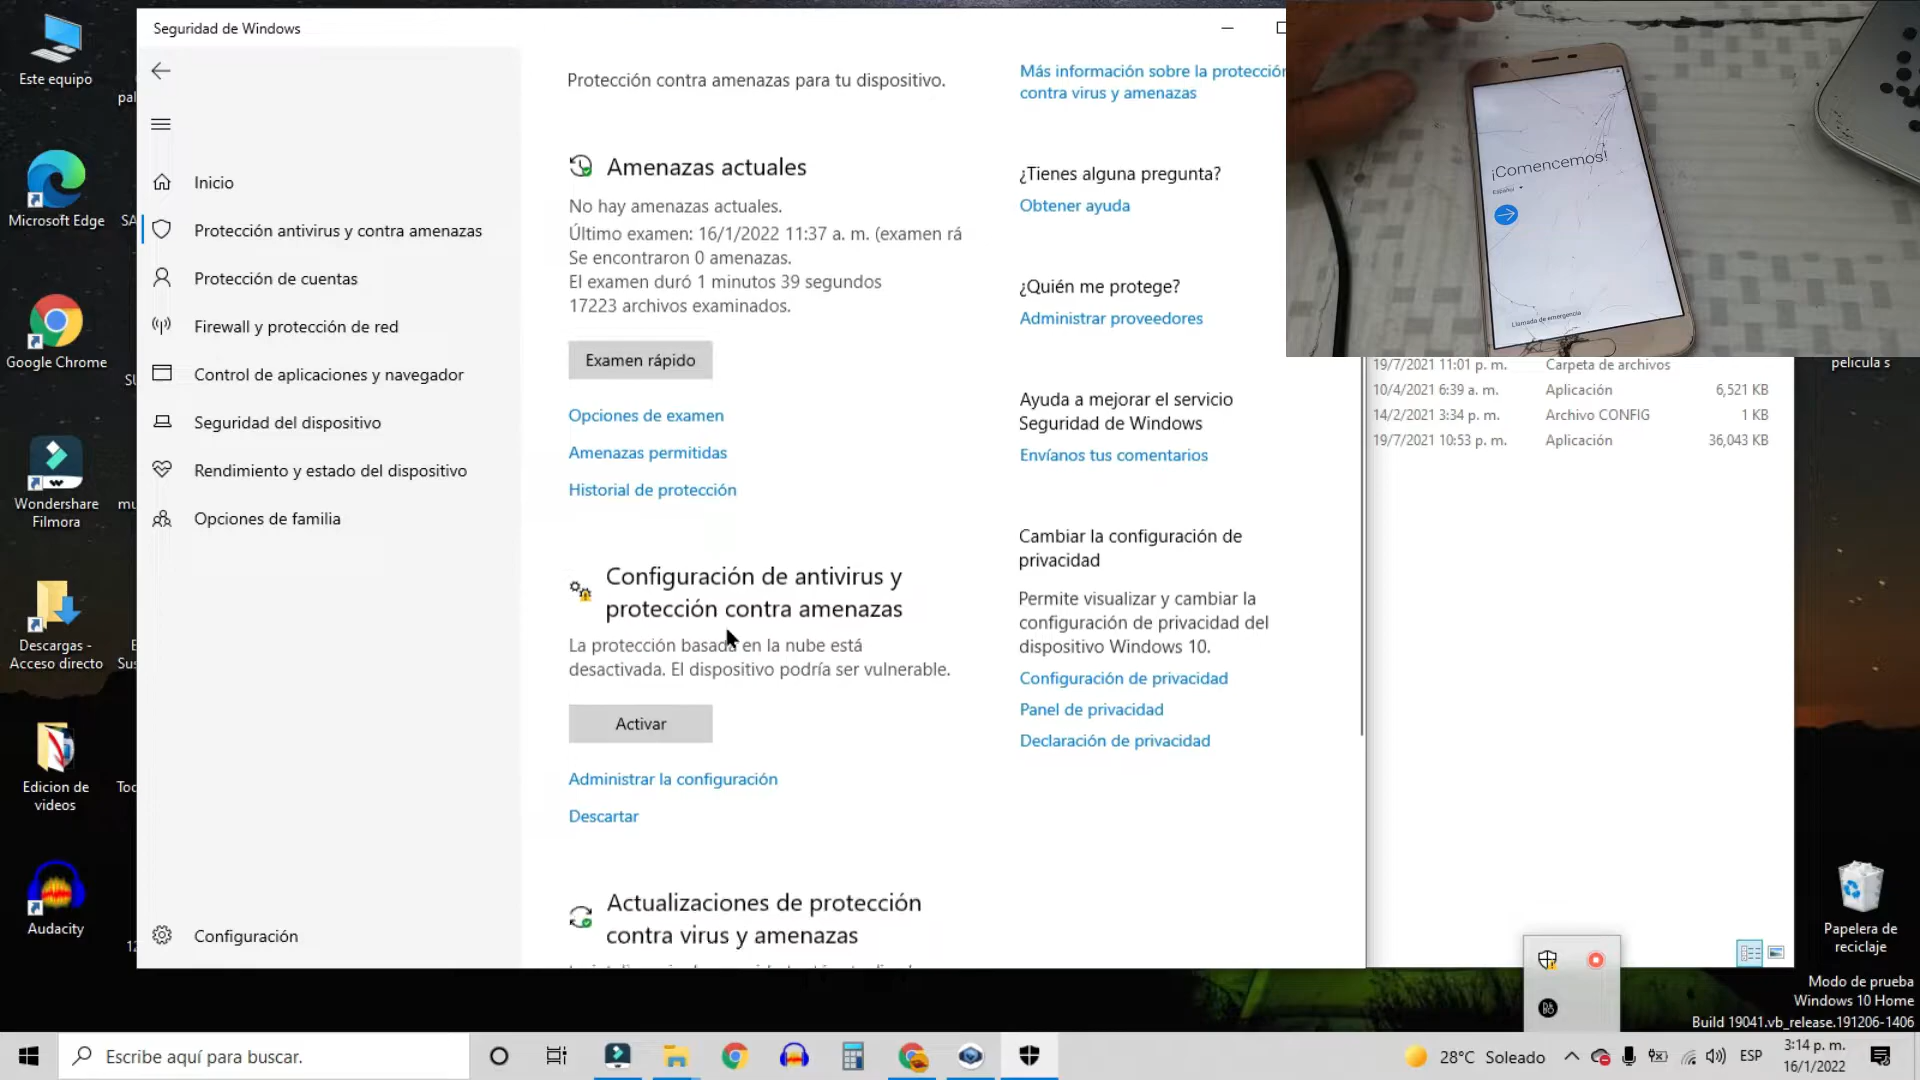 Seguridad de Windows
Este equipo
pal
Microsoft Edge
SA
Google Chrome
Wondershare
Filmora
mu
Descargas -
Acceso directo
E
Sus
Edicion de
videos
Toc
Audacity
Inicio
Protección antivirus y contra amenazas
Protección de cuentas
Firewall y protección de red
Control de aplicaciones y navegador
Seguridad del dispositivo
Rendimiento y estado del dispositivo
Opciones de familia
Configuración
Protección contra amenazas para tu dispositivo.
Amenazas actuales
No hay amenazas actuales.
Último examen: 16/1/2022 11:37 a. m. (examen rá
Se encontraron 0 amenazas.
El examen duró 1 minutos 39 segundos
17223 archivos examinados.
Examen rápido
Opciones de examen
Amenazas permitidas
Historial de protección
Configuración de antivirus y
protección contra amenazas
La protección basada en la nube está
desactivada. El dispositivo podría ser vulnerable.
Activar
Administrar la configuración
Descartar
Actualizaciones de protección
contra virus y amenazas
Más información sobre la protección
contra virus y amenazas
¿Tienes alguna pregunta?
Obtener ayuda
¿Quién me protege?
Administrar proveedores
Ayuda a mejorar el servicio
Seguridad de Windows
Envíanos tus comentarios
Cambiar la configuración de
privacidad
Permite visualizar y cambiar la
configuración de privacidad del
dispositivo Windows 10.
Configuración de privacidad
Panel de privacidad
Declaración de privacidad
¡Comencemos!
Español
Llamada de emergencia
19/7/2021 11:01 p. m. Carpeta de archivos
10/4/2021 6:39 a. m. Aplicación 6,521 KB
14/2/2021 3:34 p. m. Archivo CONFIG 1 KB
19/7/2021 10:53 p. m. Aplicación 36,043 KB
pelicula s
Papelera de
reciclaje
Modo de prueba
Windows 10 Home
Build 19041.vb_release.191206-1406
Escribe aquí para buscar.
28°C Soleado
ESP
3:14 p. m.
16/1/2022